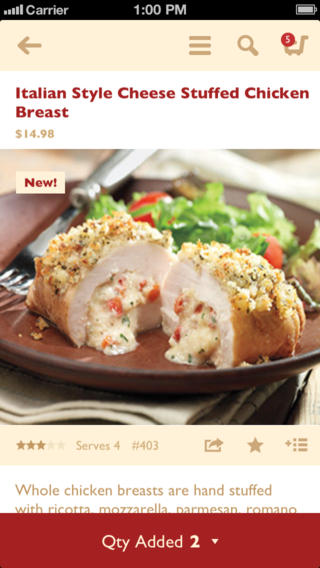 Carrier 1:00 PM
5
Italian Style Cheese Stuffed Chicken
Breast
$14.98
New!
Serves 4 #403
Whole chicken breasts are hand stuffed
with ricotta, mozzarella, parmesan, romano
Qty Added 2